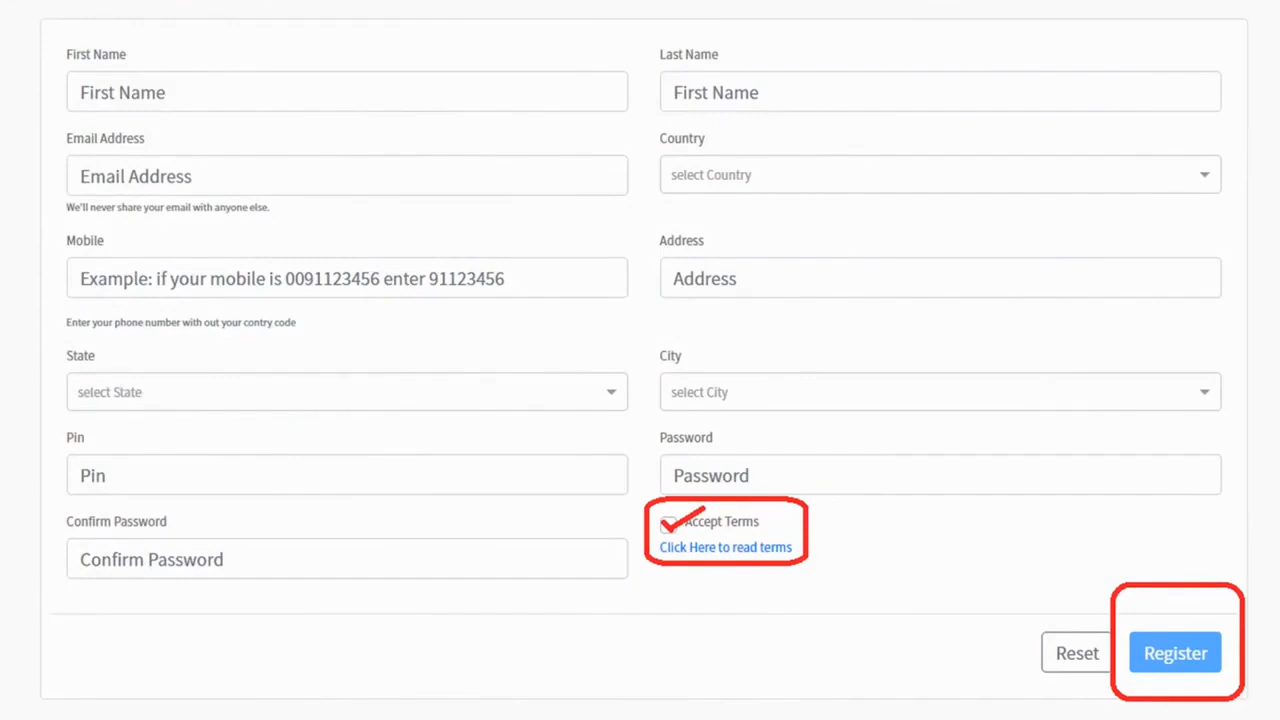 First Name
Last Name
First Name
First Name
Email Address
Country
Email Address
select Country
We'll never share your email with anyone else.
Mobile
Address
Example: if your mobile is 0091123456 enter 91123456
Address
Enter your phone number with out your contry code
State
City
select State
select City
Pin
Password
Pin
Password
Confirm Password
Accept Terms
Click Here to read terms
Confirm Password
Reset
Register